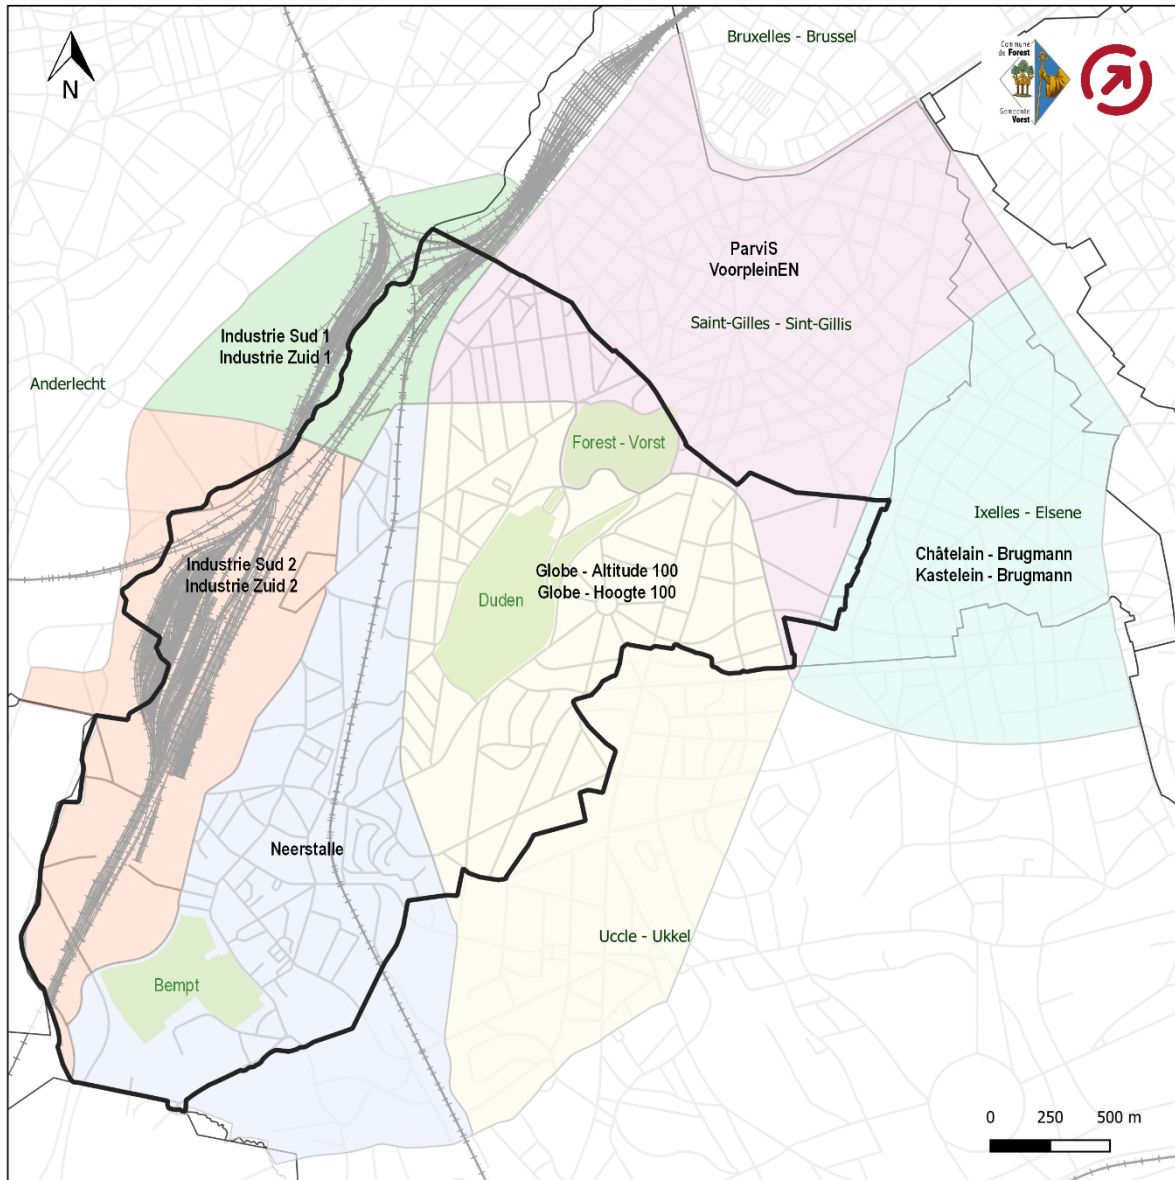 Bruxelles - Brussel
Commune
de Forest
Gemeente
Vorst
N
ParviS
VoorpleinEN
Saint-Gilles - Sint-Gillis
Industrie Sud 1
Industrie Zuid 1
Anderlecht
Forest - Vorst
Ixelles - Elsene
Châtelain - Brugmann
Kastelein - Brugmann
Industrie Sud 2
Industrie Zuid 2
Globe - Altitude 100
Globe - Hoogte 100
Duden
Neerstalle
Uccle - Ukkel
Bempt
0 250 500 m